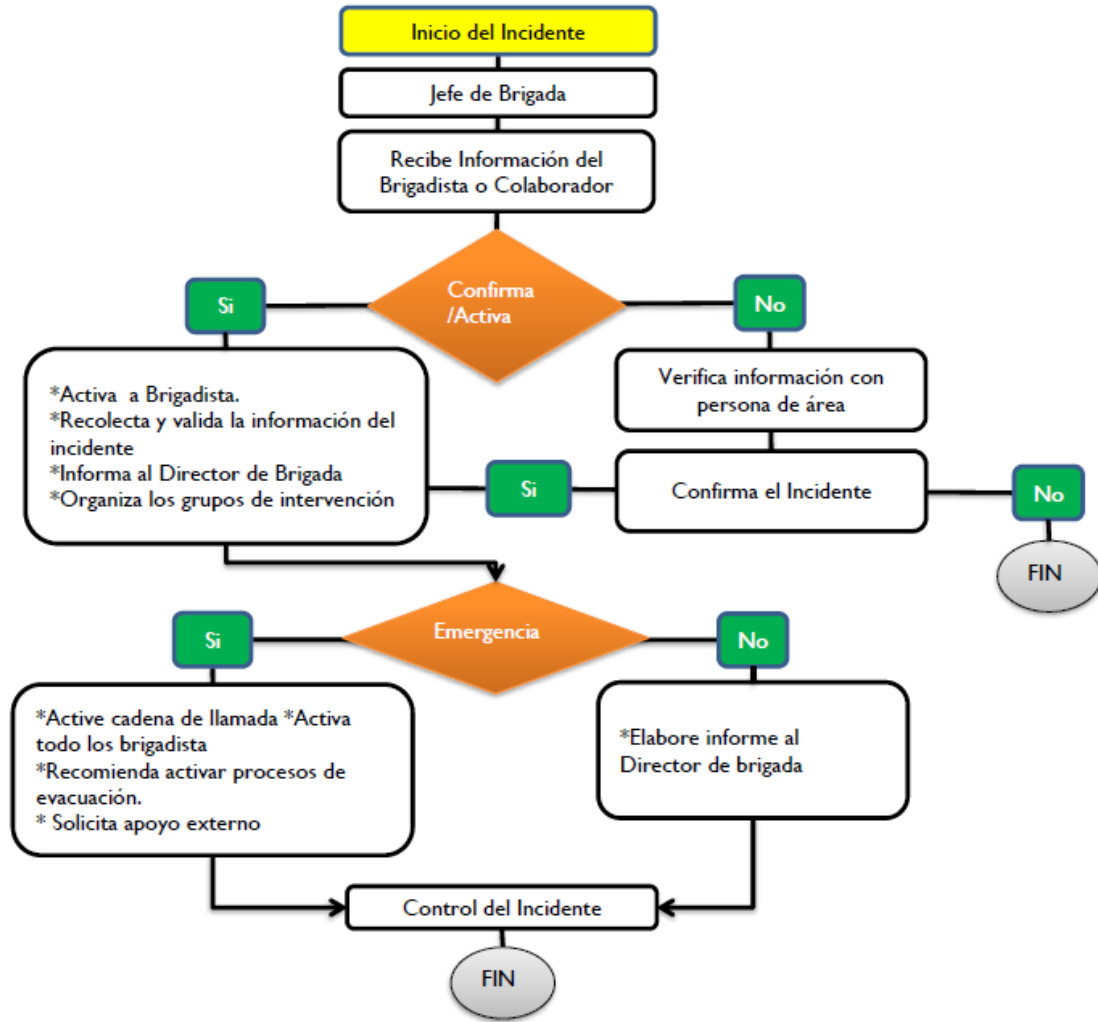 Inicio del Incidente
Jefe de Brigada
Recibe Información del
Brigadista o Colaborador
Confirma
/Activa
Si
No
*Activa a Brigadista.
*Recolecta y valida la información del
incidente
*Informa al Director de Brigada
*Organiza los grupos de intervención
Verifica información con
persona de área
Si
Confirma el Incidente
No
FIN
Emergencia
Si
No
*Active cadena de llamada *Activa
todo los brigadista
*Recomienda activar procesos de
evacuación.
* Solicita apoyo externo
*Elabore informe al
Director de brigada
Control del Incidente
FIN